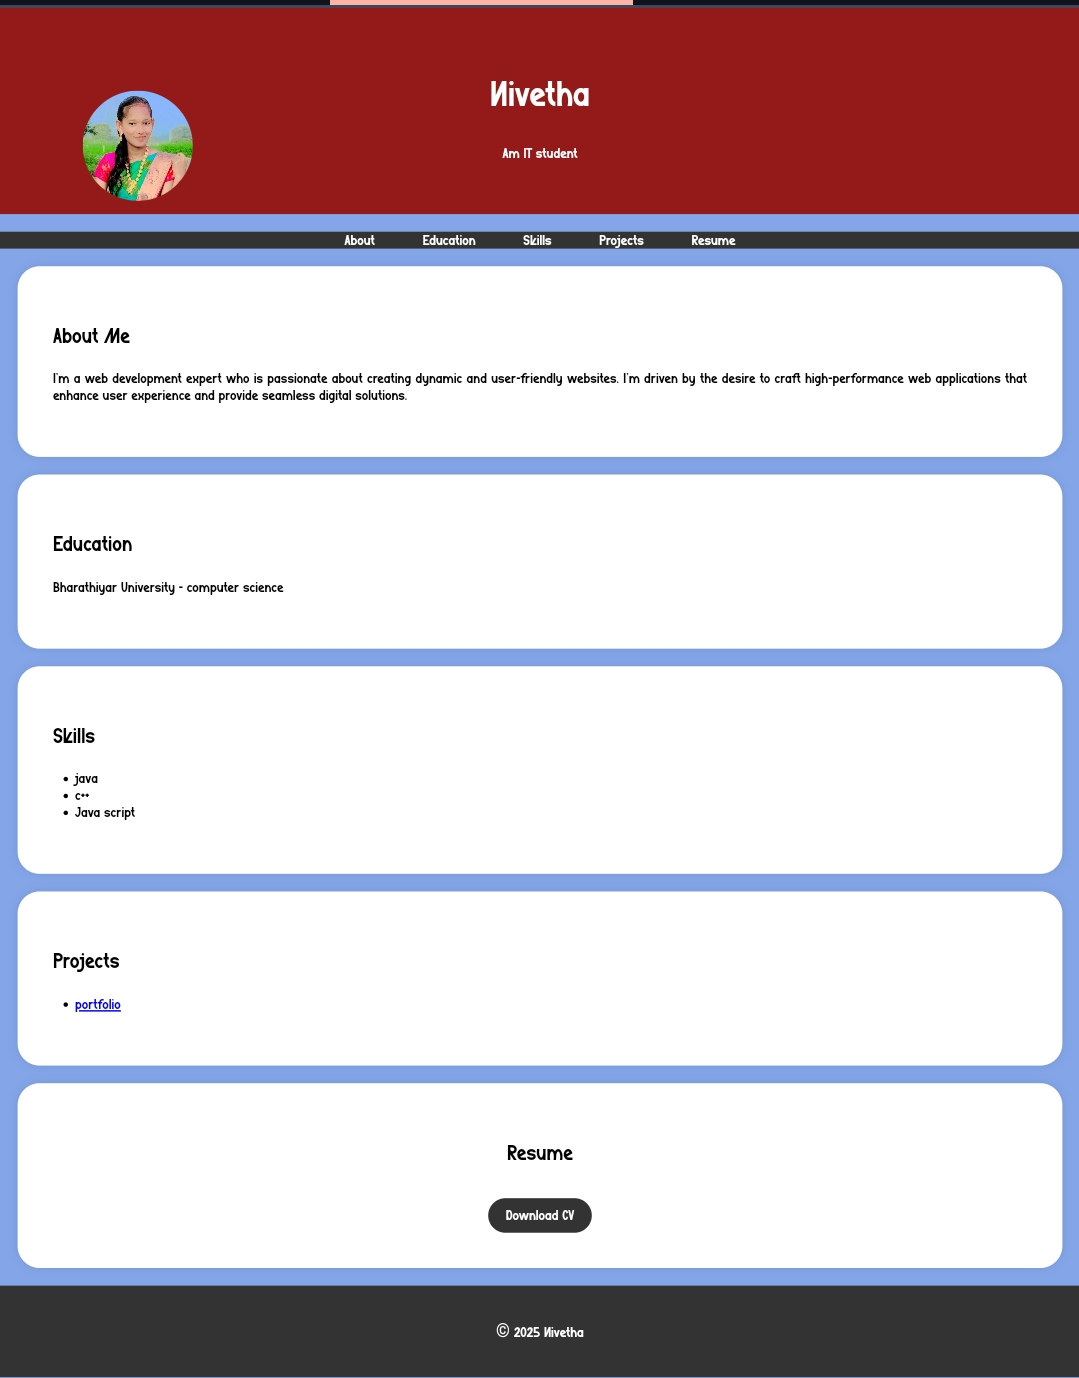 Nivetha
Am IT student
About Education Skills Projects Resume
About Me
I'm a web development expert who is passionate about creating dynamic and user-friendly websites. I'm driven by the desire to craft high-performance web applications that
enhance user experience and provide seamless digital solutions.
Education
Bharathiyar University - computer science
Skills
• java
• c++
• Java script
Projects
• portfolio
Resume
Download CV
© 2025 Nivetha